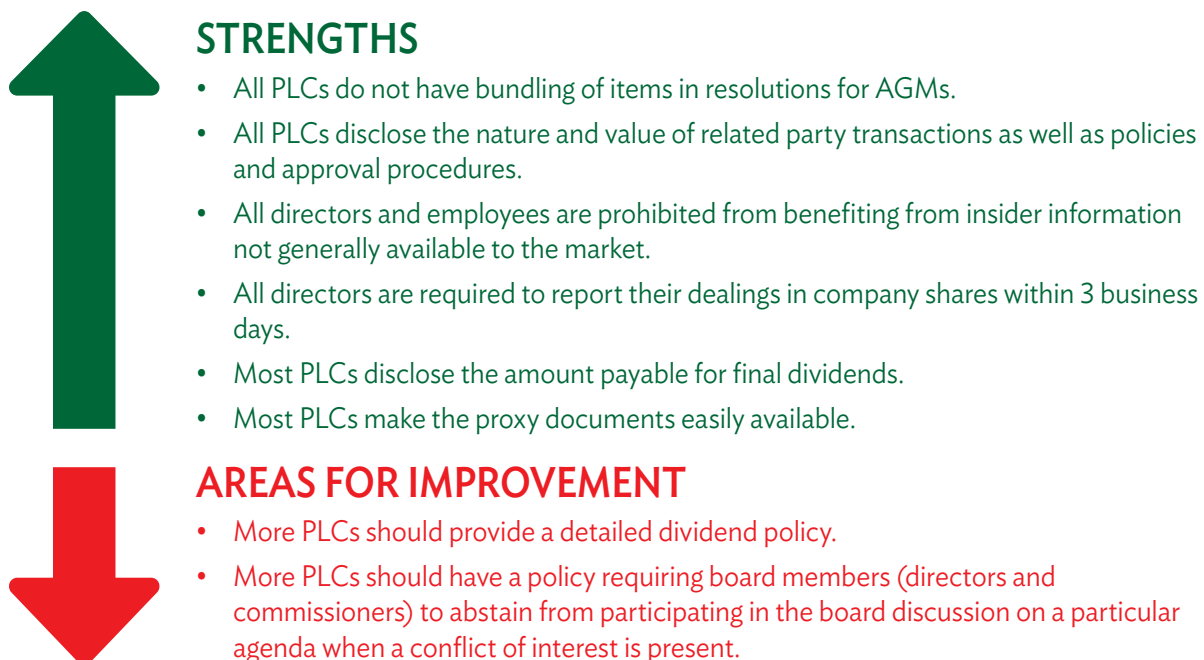 STRENGTHS
• All PLCs do not have bundling of items in resolutions for AGMs.
• All PLCs disclose the nature and value of related party transactions as well as policies
and approval procedures.
• All directors and employees are prohibited from benefiting from insider information
not generally available to the market.
• All directors are required to report their dealings in company shares within 3 business
days.
• Most PLCs disclose the amount payable for final dividends.
• Most PLCs make the proxy documents easily available.
AREAS FOR IMPROVEMENT
• More PLCs should provide a detailed dividend policy.
• More PLCs should have a policy requiring board members (directors and
commissioners) to abstain from participating in the board discussion on a particular
agenda when a conflict of interest is present.